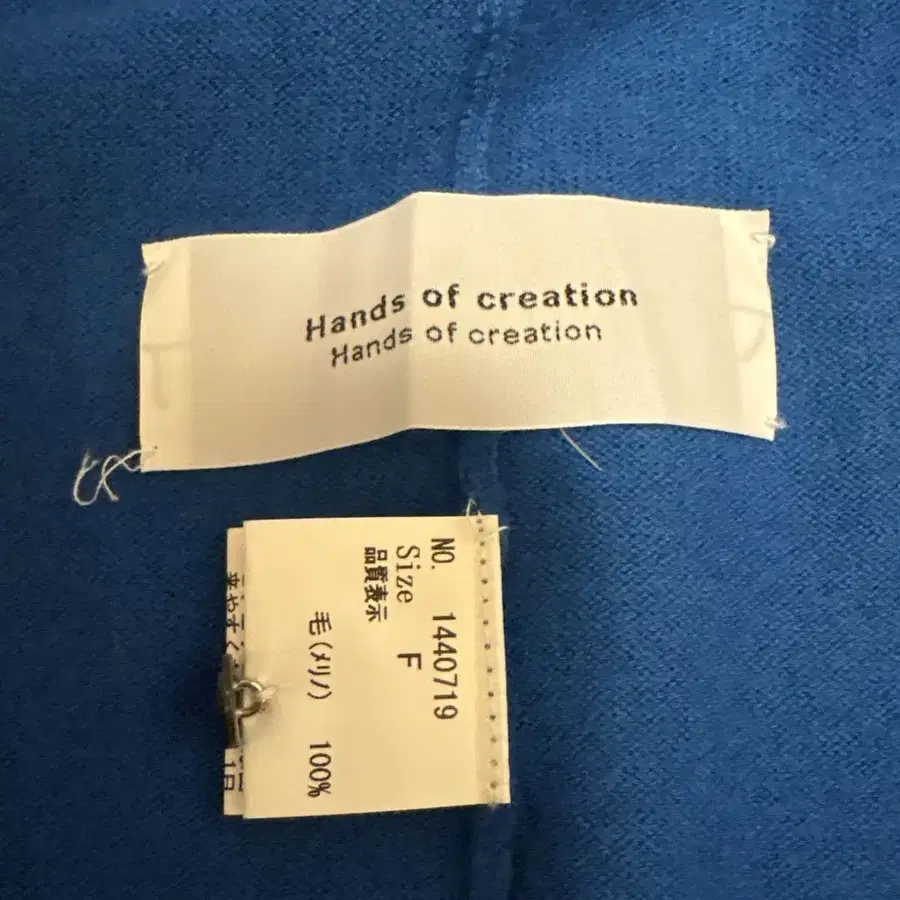 Hands of creation
Hands of creation
NO. 1440719
Size F
品質表示
毛(メリノ) 100%